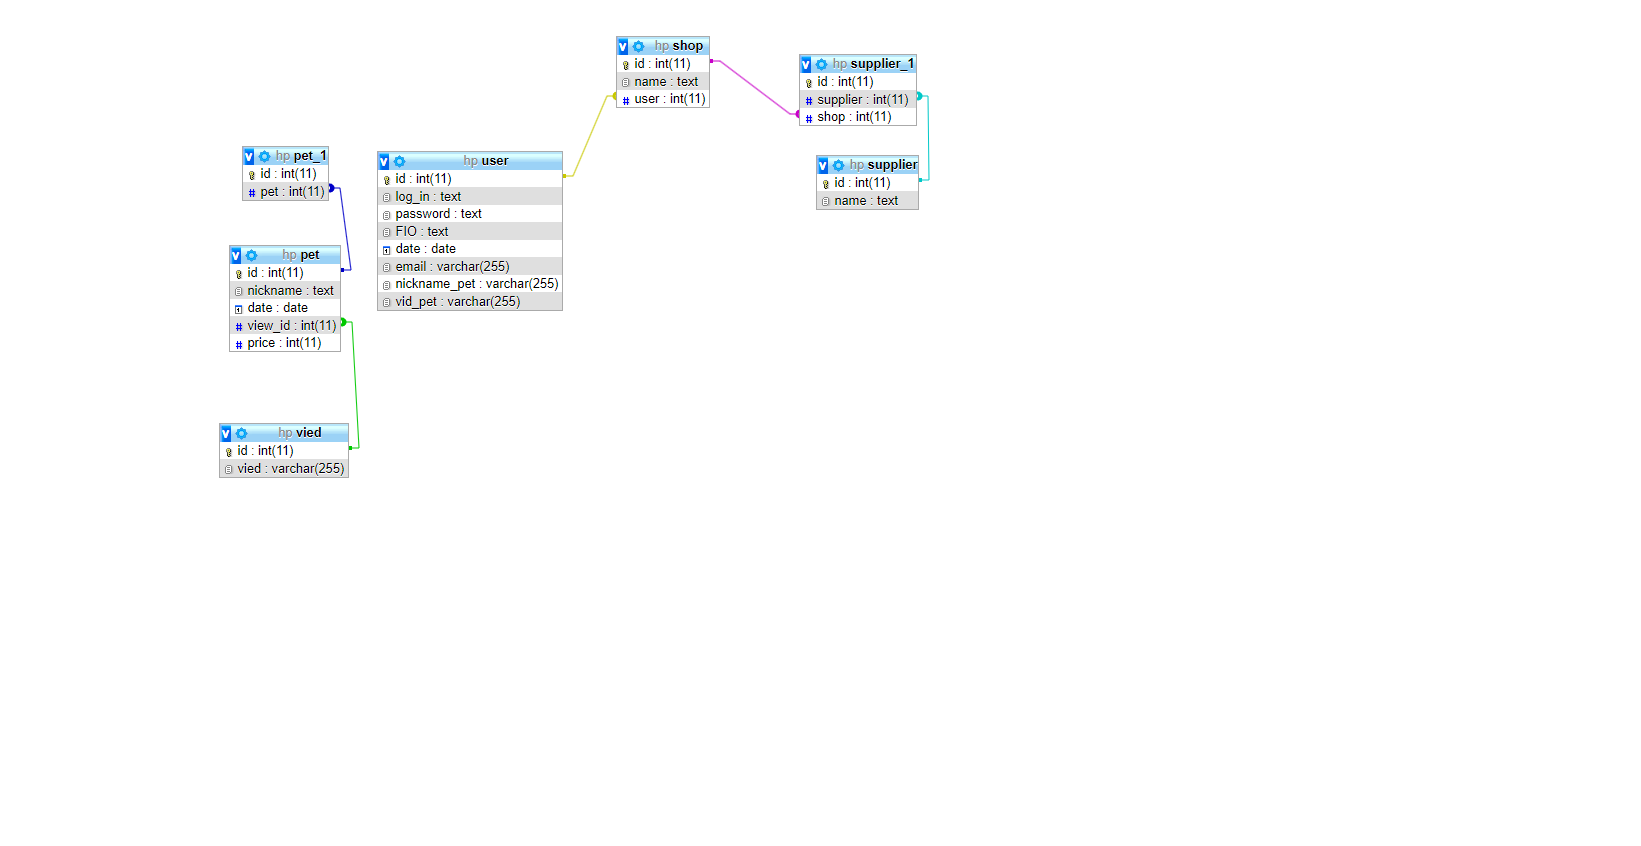 hp shop
id : int(11)
name : text
user : int(11)
hp supplier_1
id : int(11)
supplier : int(11)
shop : int(11)
hp pet_1
id : int(11)
pet : int(11)
hp user
id : int(11)
log_in : text
password : text
FIO : text
date : date
email : varchar(255)
nickname_pet : varchar(255)
vid_pet : varchar(255)
hp supplier
id : int(11)
name : text
hp pet
id : int(11)
nickname : text
date : date
view_id : int(11)
price : int(11)
hp vied
id : int(11)
vied : varchar(255)